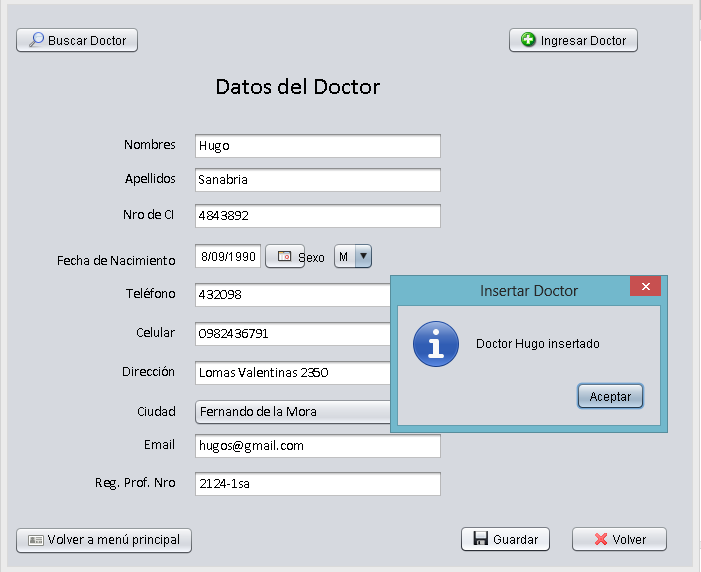 Buscar Doctor
Ingresar Doctor
Datos del Doctor
Nombres Hugo
Apellidos Sanabria
Nro de CI 4843892
Fecha de Nacimiento 8/09/1990 Sexo M
Insertar Doctor
Teléfono 432098
Celular 0982436791
Doctor Hugo insertado
Dirección Lomas Valentinas 2350
Aceptar
Ciudad Fernando de la Mora
Email hugos@gmail.com
Reg. Prof. Nro 2124-1sa
Volver a menú principal
Guardar
Volver